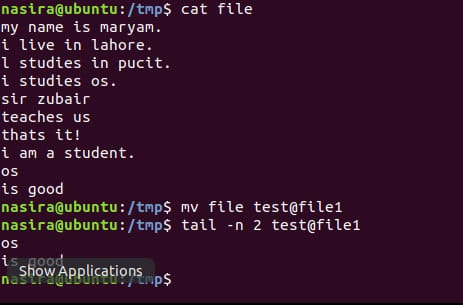 nasira@ubuntu:/tmp$ cat file
my name is maryam.
i live in lahore.
l studies in pucit.
i studies os.
sir zubair
teaches us
thats it!
i am a student.
os
is good
nasira@ubuntu:/tmp$ mv file test@file1
nasira@ubuntu:/tmp$ tail -n 2 test@file1
os
is good
Show Applications
nasira@ubuntu:/tmp$